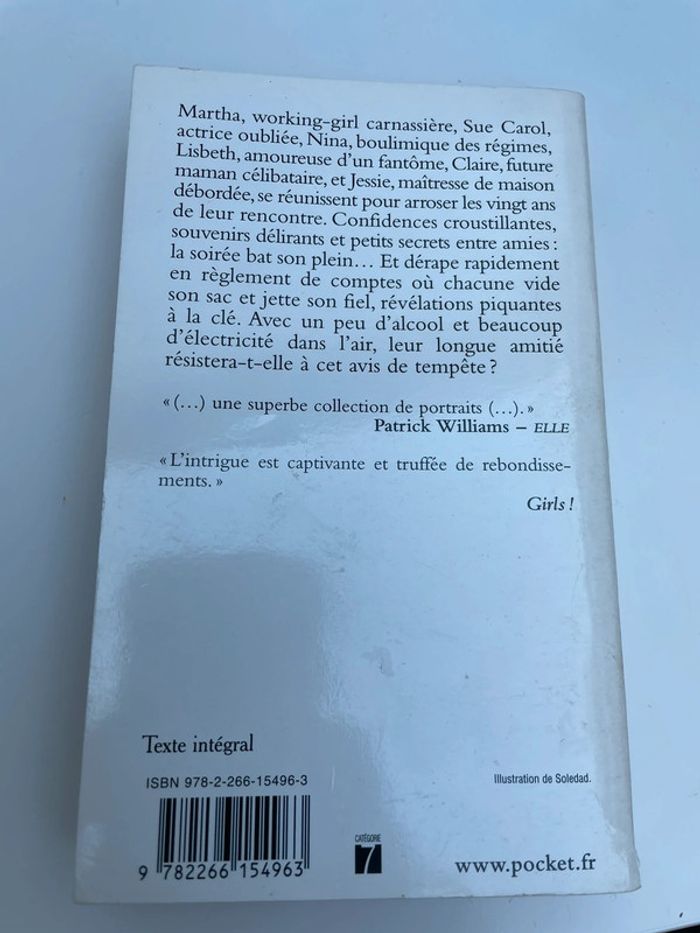 Martha, working-girl carnassière, Sue Carol,
actrice oubliée, Nina, boulimique des régimes,
Lisbeth, amoureuse d'un fantôme, Claire, future
maman célibataire, et Jessie, maîtresse de maison
débordée, se réunissent pour arroser les vingt ans
de leur rencontre. Confidences croustillantes,
souvenirs délirants et petits secrets entre amies :
la soirée bat son plein… Et dérape rapidement
en règlement de comptes où chacune vide
son sac et jette son fiel, révélations piquantes
à la clé. Avec un peu d'alcool et beaucoup
d'électricité dans l'air, leur longue amitié
résistera-t-elle à cet avis de tempête ?
« (…) une superbe collection de portraits (…). »
Patrick Williams – ELLE
« L'intrigue est captivante et truffée de rebondisse-
ments. »
Girls !
Texte intégral
ISBN 978-2-266-15496-3
Illustration de Soledad.
9 782266 154963
CATÉGORIE
7
www.pocket.fr